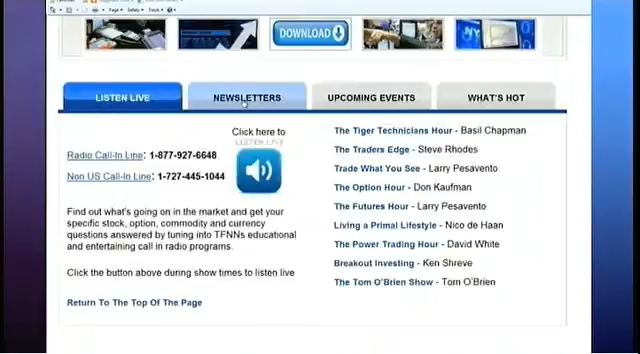 Page Safety Tools
DOWNLOAD
LISTEN LIVE
NEWSLETTERS
UPCOMING EVENTS
WHAT'S HOT
Click here to
LISTEN LIVE
Radio Call-In Line: 1-877-927-6648
Non US Call-In Line: 1-727-445-1044
Find out what's going on in the market and get your
specific stock, option, commodity and currency
questions answered by tuning into TFNNs educational
and entertaining call in radio programs.
Click the button above during show times to listen live
Return To The Top Of The Page
The Tiger Technicians Hour - Basil Chapman
The Traders Edge - Steve Rhodes
Trade What You See - Larry Pesavento
The Option Hour - Don Kaufman
The Futures Hour - Larry Pesavento
Living a Primal Lifestyle - Nico de Haan
The Power Trading Hour - David White
Breakout Investing - Ken Shreve
The Tom O'Brien Show - Tom O'Brien